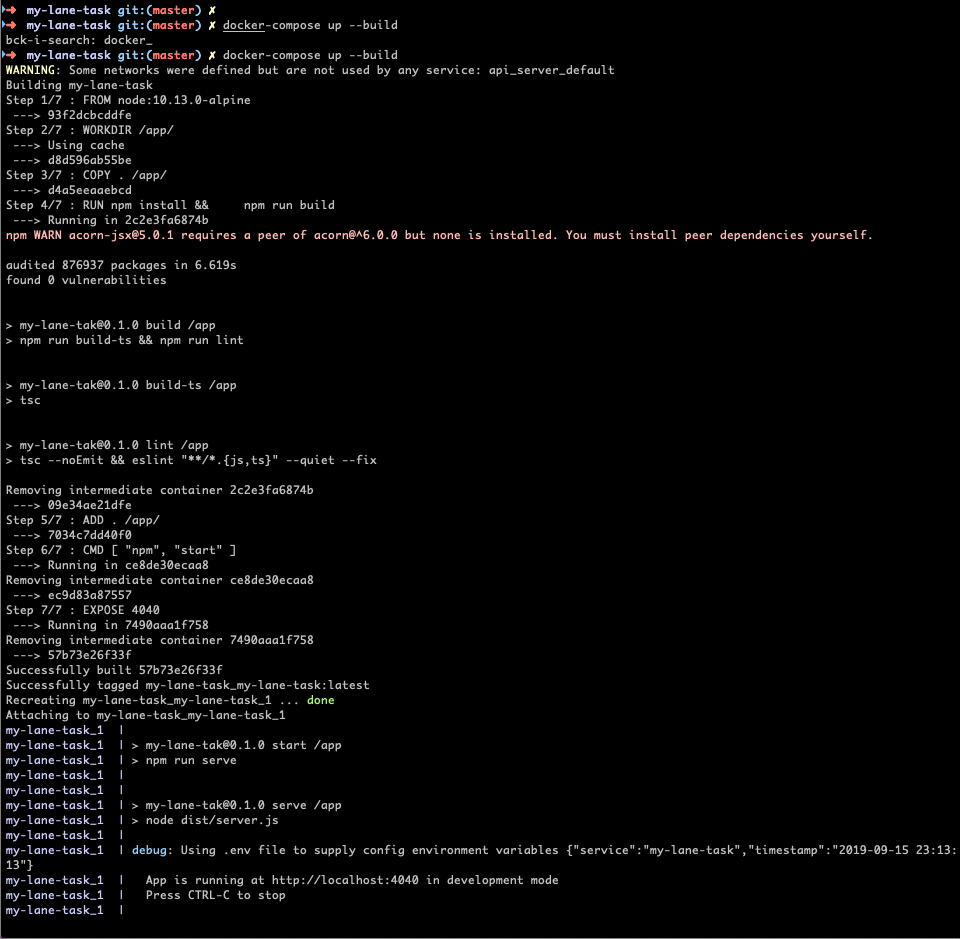 ➜  my-lane-task git:(master) ✗
➜  my-lane-task git:(master) ✗ docker-compose up --build
bck-i-search: docker_
➜  my-lane-task git:(master) ✗ docker-compose up --build
WARNING: Some networks were defined but are not used by any service: api_server_default
Building my-lane-task
Step 1/7 : FROM node:10.13.0-alpine
 ---> 93f2dcbcddfe
Step 2/7 : WORKDIR /app/
 ---> Using cache
 ---> d8d596ab55be
Step 3/7 : COPY . /app/
 ---> d4a5eeaaebcd
Step 4/7 : RUN npm install &&     npm run build
 ---> Running in 2c2e3fa6874b
npm WARN acorn-jsx@5.0.1 requires a peer of acorn@^6.0.0 but none is installed. You must install peer dependencies yourself.
audited 876937 packages in 6.619s
found 0 vulnerabilities
> my-lane-tak@0.1.0 build /app
> npm run build-ts && npm run lint
> my-lane-tak@0.1.0 build-ts /app
> tsc
> my-lane-tak@0.1.0 lint /app
> tsc --noEmit && eslint "**/*.{js,ts}" --quiet --fix
Removing intermediate container 2c2e3fa6874b
 ---> 09e34ae21dfe
Step 5/7 : ADD . /app/
 ---> 7034c7dd40f0
Step 6/7 : CMD [ "npm", "start" ]
 ---> Running in ce8de30ecaa8
Removing intermediate container ce8de30ecaa8
 ---> ec9d83a87557
Step 7/7 : EXPOSE 4040
 ---> Running in 7490aaa1f758
Removing intermediate container 7490aaa1f758
 ---> 57b73e26f33f
Successfully built 57b73e26f33f
Successfully tagged my-lane-task_my-lane-task:latest
Recreating my-lane-task_my-lane-task_1 ... done
Attaching to my-lane-task_my-lane-task_1
my-lane-task_1  |
my-lane-task_1  | > my-lane-tak@0.1.0 start /app
my-lane-task_1  | > npm run serve
my-lane-task_1  |
my-lane-task_1  |
my-lane-task_1  | > my-lane-tak@0.1.0 serve /app
my-lane-task_1  | > node dist/server.js
my-lane-task_1  |
my-lane-task_1  | debug: Using .env file to supply config environment variables {"service":"my-lane-task","timestamp":"2019-09-15 23:13:
13"}
my-lane-task_1  |   App is running at http://localhost:4040 in development mode
my-lane-task_1  |   Press CTRL-C to stop
my-lane-task_1  |